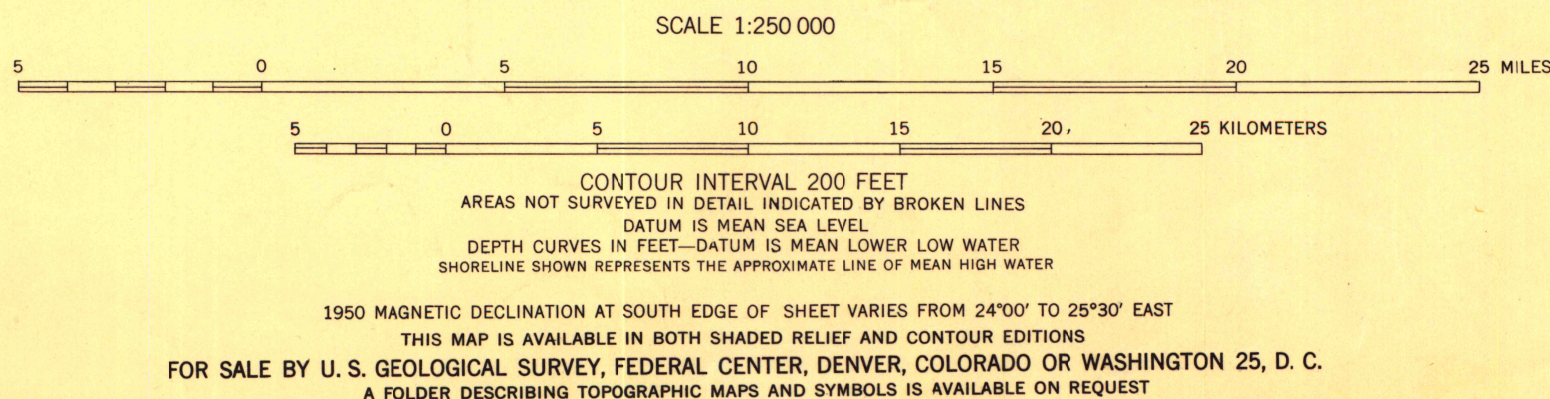 SCALE 1:250 000
5 0 5 10 15 20 25 MILES
5 0 5 10 15 20, 25 KILOMETERS
CONTOUR INTERVAL 200 FEET
AREAS NOT SURVEYED IN DETAIL INDICATED BY BROKEN LINES
DATUM IS MEAN SEA LEVEL
DEPTH CURVES IN FEET—DATUM IS MEAN LOWER LOW WATER
SHORELINE SHOWN REPRESENTS THE APPROXIMATE LINE OF MEAN HIGH WATER
1950 MAGNETIC DECLINATION AT SOUTH EDGE OF SHEET VARIES FROM 24°00′ TO 25°30′ EAST
THIS MAP IS AVAILABLE IN BOTH SHADED RELIEF AND CONTOUR EDITIONS
FOR SALE BY U. S. GEOLOGICAL SURVEY, FEDERAL CENTER, DENVER, COLORADO OR WASHINGTON 25, D. C.
A FOLDER DESCRIBING TOPOGRAPHIC MAPS AND SYMBOLS IS AVAILABLE ON REQUEST